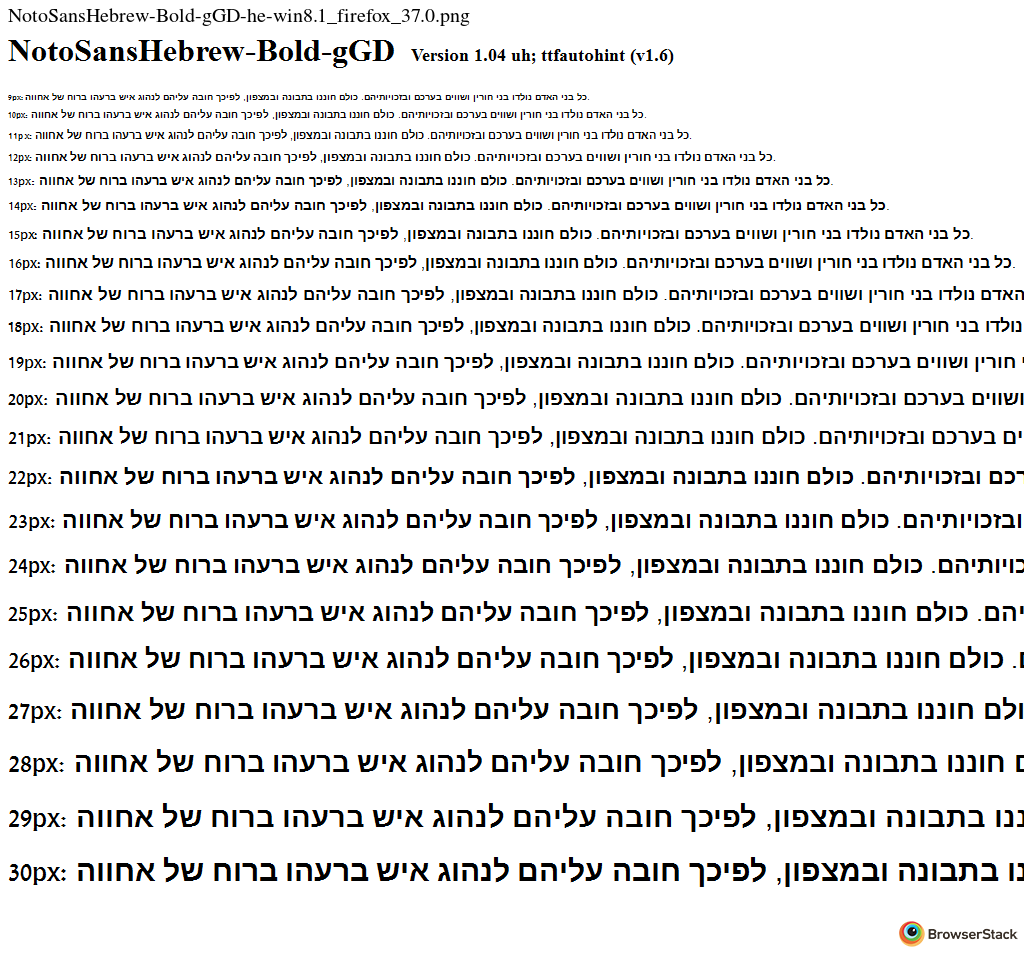 NotoSansHebrew-Bold-gGD-he-win8.1_firefox_37.0.png
NotoSansHebrew-Bold-gGD Version 1.04 uh; ttfautohint (v1.6)
9px: כל בני האדם נולדו בני חורין ושווים בערכם ובזכויותיהם. כולם חוננו בתבונה ובמצפון, לפיכך חובה עליהם לנהוג איש ברעהו ברוח של אחווה.
10px: כל בני האדם נולדו בני חורין ושווים בערכם ובזכויותיהם. כולם חוננו בתבונה ובמצפון, לפיכך חובה עליהם לנהוג איש ברעהו ברוח של אחווה.
11px: כל בני האדם נולדו בני חורין ושווים בערכם ובזכויותיהם. כולם חוננו בתבונה ובמצפון, לפיכך חובה עליהם לנהוג איש ברעהו ברוח של אחווה.
12px: כל בני האדם נולדו בני חורין ושווים בערכם ובזכויותיהם. כולם חוננו בתבונה ובמצפון, לפיכך חובה עליהם לנהוג איש ברעהו ברוח של אחווה.
13px: כל בני האדם נולדו בני חורין ושווים בערכם ובזכויותיהם. כולם חוננו בתבונה ובמצפון, לפיכך חובה עליהם לנהוג איש ברעהו ברוח של אחווה.
14px: כל בני האדם נולדו בני חורין ושווים בערכם ובזכויותיהם. כולם חוננו בתבונה ובמצפון, לפיכך חובה עליהם לנהוג איש ברעהו ברוח של אחווה.
15px: כל בני האדם נולדו בני חורין ושווים בערכם ובזכויותיהם. כולם חוננו בתבונה ובמצפון, לפיכך חובה עליהם לנהוג איש ברעהו ברוח של אחווה.
16px: כל בני האדם נולדו בני חורין ושווים בערכם ובזכויותיהם. כולם חוננו בתבונה ובמצפון, לפיכך חובה עליהם לנהוג איש ברעהו ברוח של אחווה.
17px: האדם נולדו בני חורין ושווים בערכם ובזכויותיהם. כולם חוננו בתבונה ובמצפון, לפיכך חובה עליהם לנהוג איש ברעהו ברוח של אחווה
18px: נולדו בני חורין ושווים בערכם ובזכויותיהם. כולם חוננו בתבונה ובמצפון, לפיכך חובה עליהם לנהוג איש ברעהו ברוח של אחווה
19px: חורין ושווים בערכם ובזכויותיהם. כולם חוננו בתבונה ובמצפון, לפיכך חובה עליהם לנהוג איש ברעהו ברוח של אחווה
20px: ושווים בערכם ובזכויותיהם. כולם חוננו בתבונה ובמצפון, לפיכך חובה עליהם לנהוג איש ברעהו ברוח של אחווה
21px: ים בערכם ובזכויותיהם. כולם חוננו בתבונה ובמצפון, לפיכך חובה עליהם לנהוג איש ברעהו ברוח של אחווה
22px: רכם ובזכויותיהם. כולם חוננו בתבונה ובמצפון, לפיכך חובה עליהם לנהוג איש ברעהו ברוח של אחווה
23px: ובזכויותיהם. כולם חוננו בתבונה ובמצפון, לפיכך חובה עליהם לנהוג איש ברעהו ברוח של אחווה
24px: כויותיהם. כולם חוננו בתבונה ובמצפון, לפיכך חובה עליהם לנהוג איש ברעהו ברוח של אחווה
25px: יהם. כולם חוננו בתבונה ובמצפון, לפיכך חובה עליהם לנהוג איש ברעהו ברוח של אחווה
26px: . כולם חוננו בתבונה ובמצפון, לפיכך חובה עליהם לנהוג איש ברעהו ברוח של אחווה
27px: ולם חוננו בתבונה ובמצפון, לפיכך חובה עליהם לנהוג איש ברעהו ברוח של אחווה
28px: חוננו בתבונה ובמצפון, לפיכך חובה עליהם לנהוג איש ברעהו ברוח של אחווה
29px: נו בתבונה ובמצפון, לפיכך חובה עליהם לנהוג איש ברעהו ברוח של אחווה
30px: ו בתבונה ובמצפון, לפיכך חובה עליהם לנהוג איש ברעהו ברוח של אחווה
BrowserStack